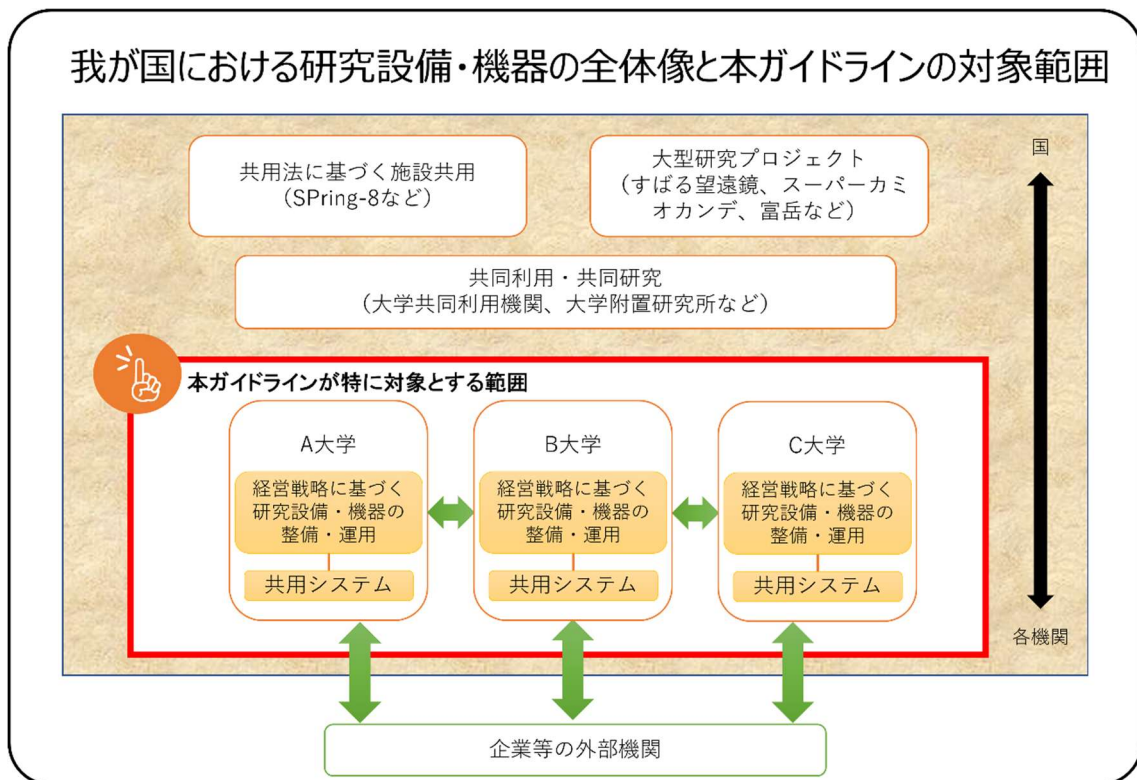 我が国における研究設備・機器の全体像と本ガイドラインの対象範囲
共用法に基づく施設共用
(SPring-8など)
大型研究プロジェクト
(すばる望遠鏡、スーパーカミ
オカンデ、富岳など)
国
共同利用・共同研究
(大学共同利用機関、大学附置研究所など)
本ガイドラインが特に対象とする範囲
A大学
経営戦略に基づく
研究設備・機器の
整備・運用
共用システム
B大学
経営戦略に基づく
研究設備・機器の
整備・運用
共用システム
C大学
経営戦略に基づく
研究設備・機器の
整備・運用
共用システム
各機関
企業等の外部機関